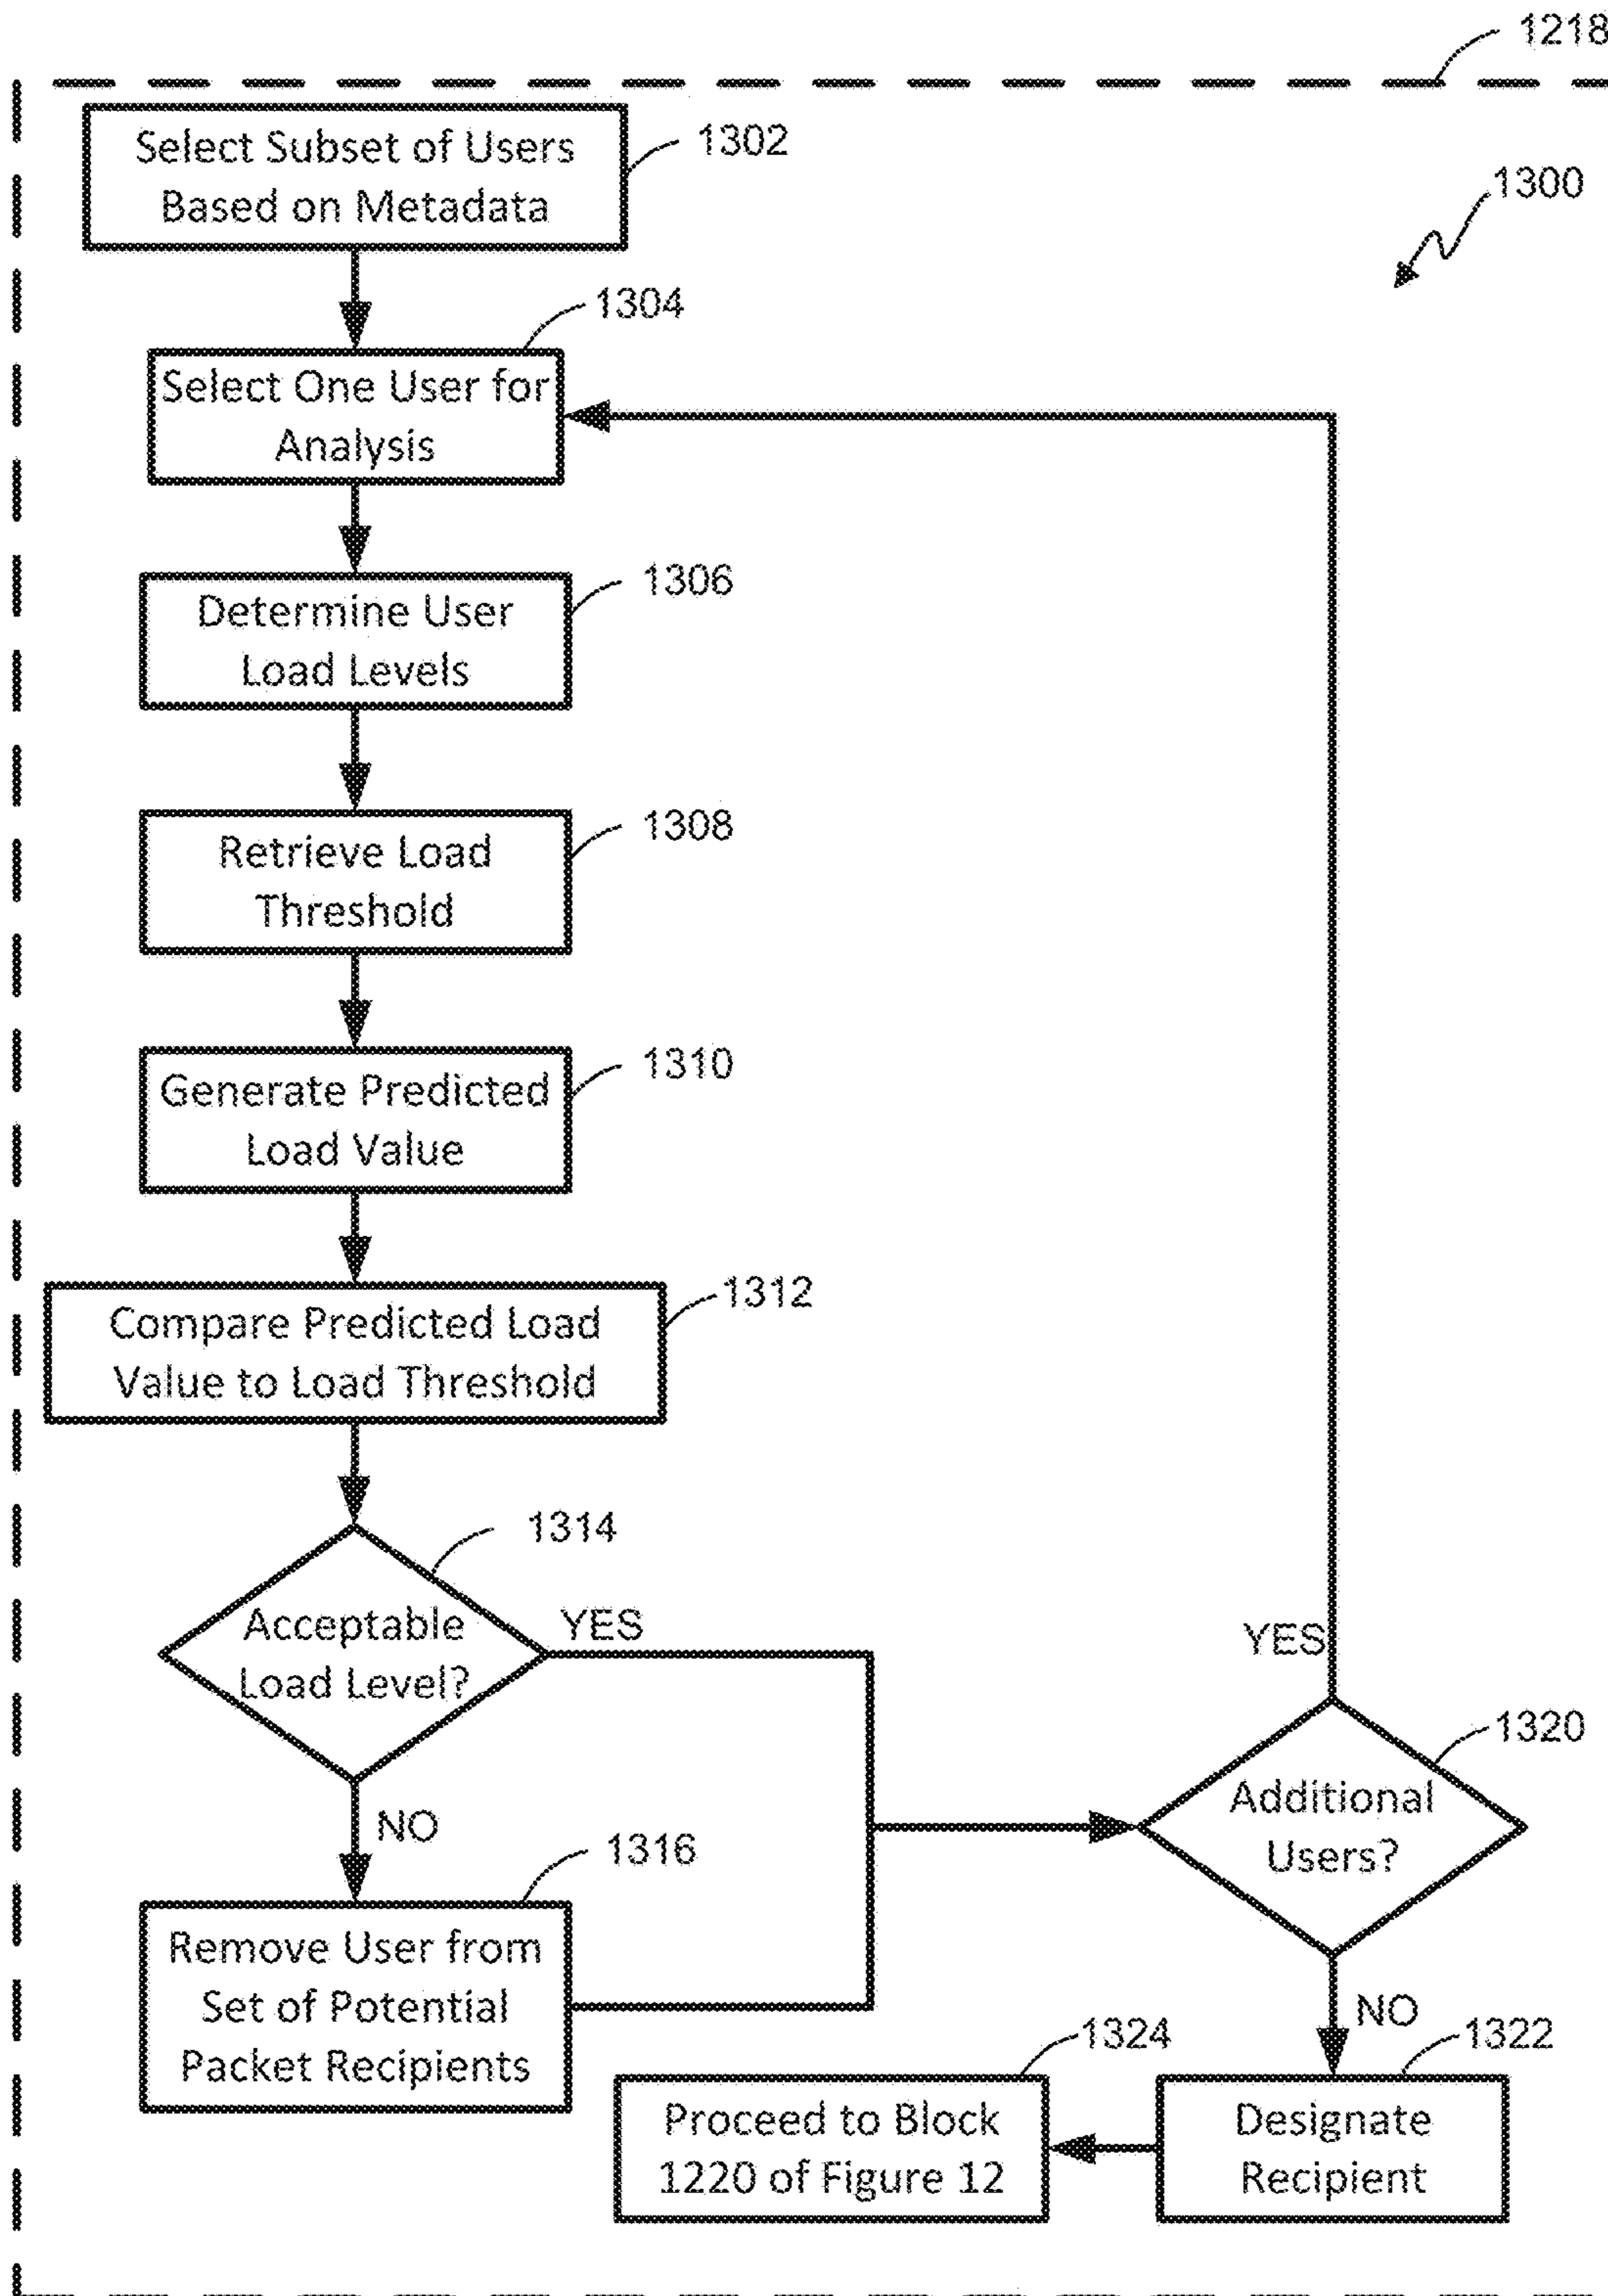 1218
Select Subset of Users
Based on Metadata
1302
1300
1304
Select One User for
Analysis
1306
Determine User
Load Levels
1308
Retrieve Load
Threshold
1310
Generate Predicted
Load Value
1312
Compare Predicted Load
Value to Load Threshold
1314
Acceptable
Load Level?
YES
YES
1320
Additional
Users?
NO
1316
Remove User from
Set of Potential
Packet Recipients
NO
1324
1322
Proceed to Block
1220 of Figure 12
Designate
Recipient